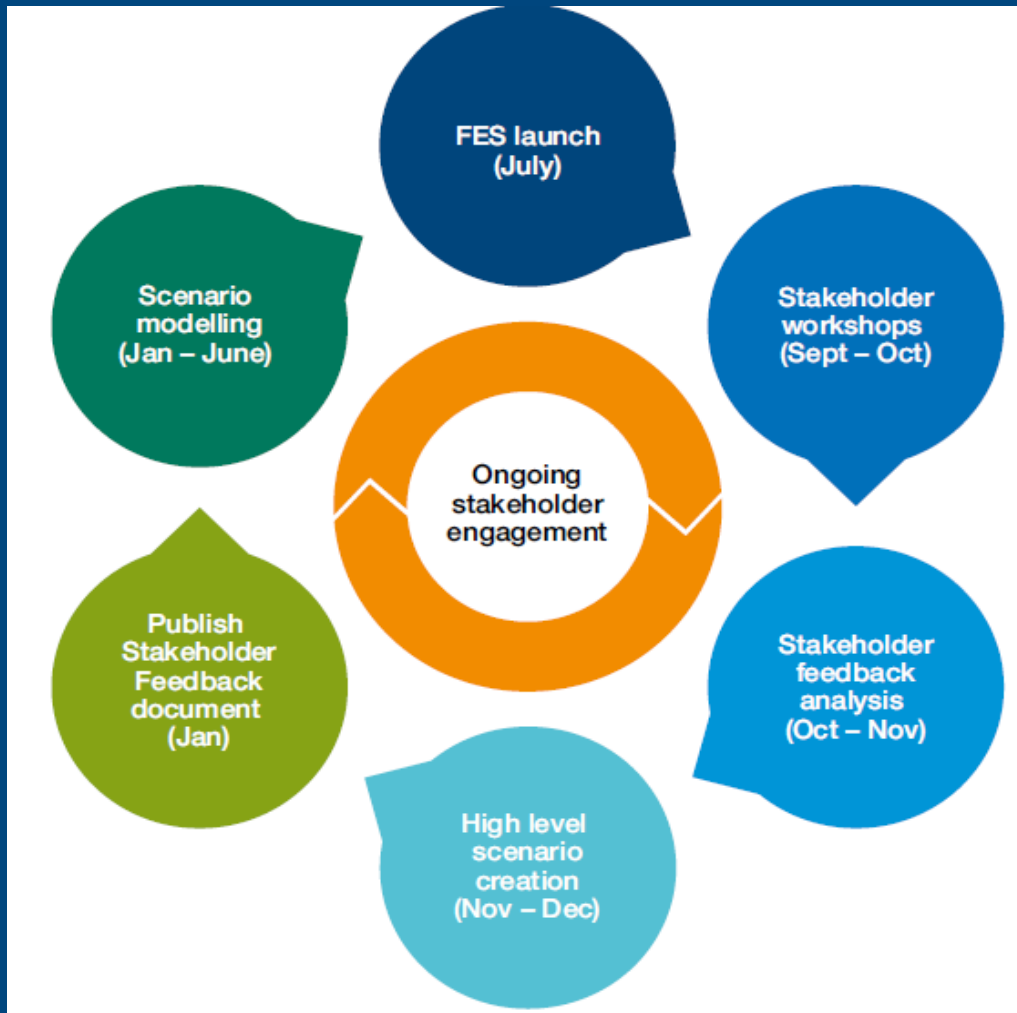 FES launch
(July)
Stakeholder
workshops
(Sept – Oct)
Stakeholder
feedback
analysis
(Oct – Nov)
High level
scenario
creation
(Nov – Dec)
Publish
Stakeholder
Feedback
document
(Jan)
Scenario
modelling
(Jan – June)
Ongoing
stakeholder
engagement